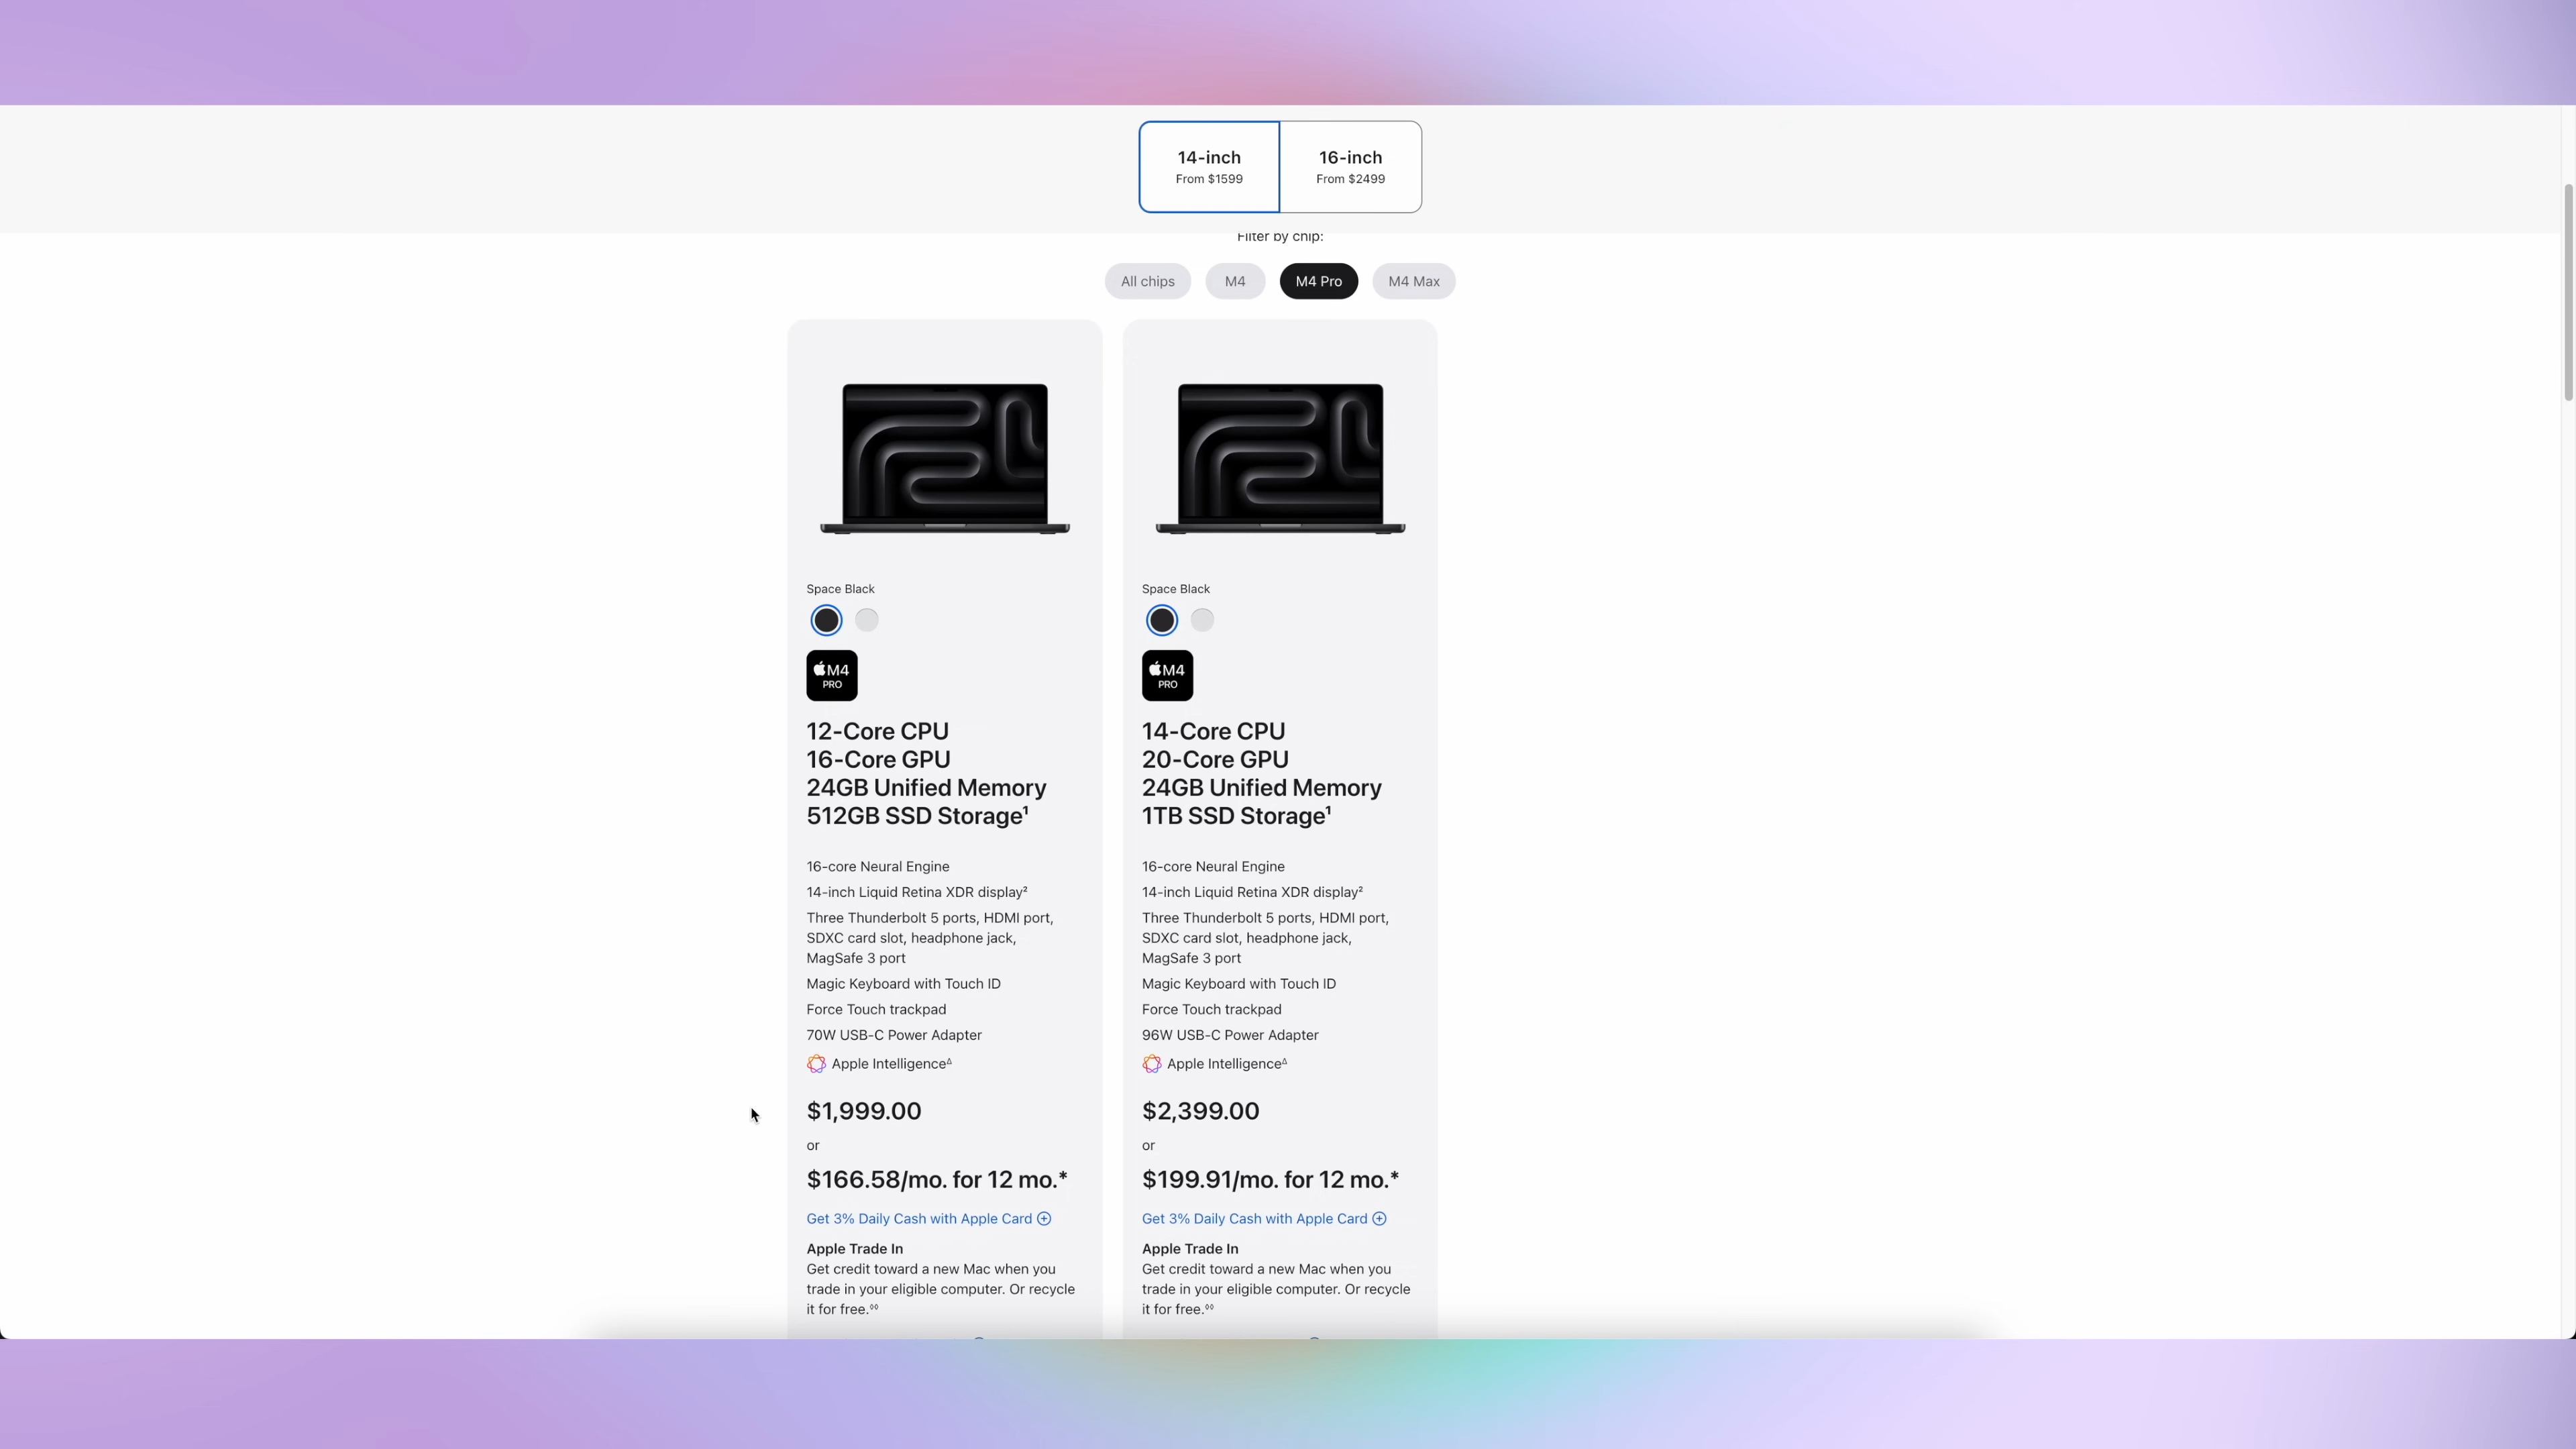 14-inch
From $1599
16-inch
From $2499
Filter by chip:
All chips
M4
M4 Pro
M4 Max
Space Black
M4
PRO
12-Core CPU
16-Core GPU
24GB Unified Memory
512GB SSD Storage¹
16-core Neural Engine
14-inch Liquid Retina XDR display²
Three Thunderbolt 5 ports, HDMI port,
SDXC card slot, headphone jack,
MagSafe 3 port
Magic Keyboard with Touch ID
Force Touch trackpad
70W USB-C Power Adapter
Apple Intelligence∆
$1,999.00
or
$166.58/mo. for 12 mo.*
Get 3% Daily Cash with Apple Card
Apple Trade In
Get credit toward a new Mac when you
trade in your eligible computer. Or recycle
it for free.◊◊
Space Black
M4
PRO
14-Core CPU
20-Core GPU
24GB Unified Memory
1TB SSD Storage¹
16-core Neural Engine
14-inch Liquid Retina XDR display²
Three Thunderbolt 5 ports, HDMI port,
SDXC card slot, headphone jack,
MagSafe 3 port
Magic Keyboard with Touch ID
Force Touch trackpad
96W USB-C Power Adapter
Apple Intelligence∆
$2,399.00
or
$199.91/mo. for 12 mo.*
Get 3% Daily Cash with Apple Card
Apple Trade In
Get credit toward a new Mac when you
trade in your eligible computer. Or recycle
it for free.◊◊